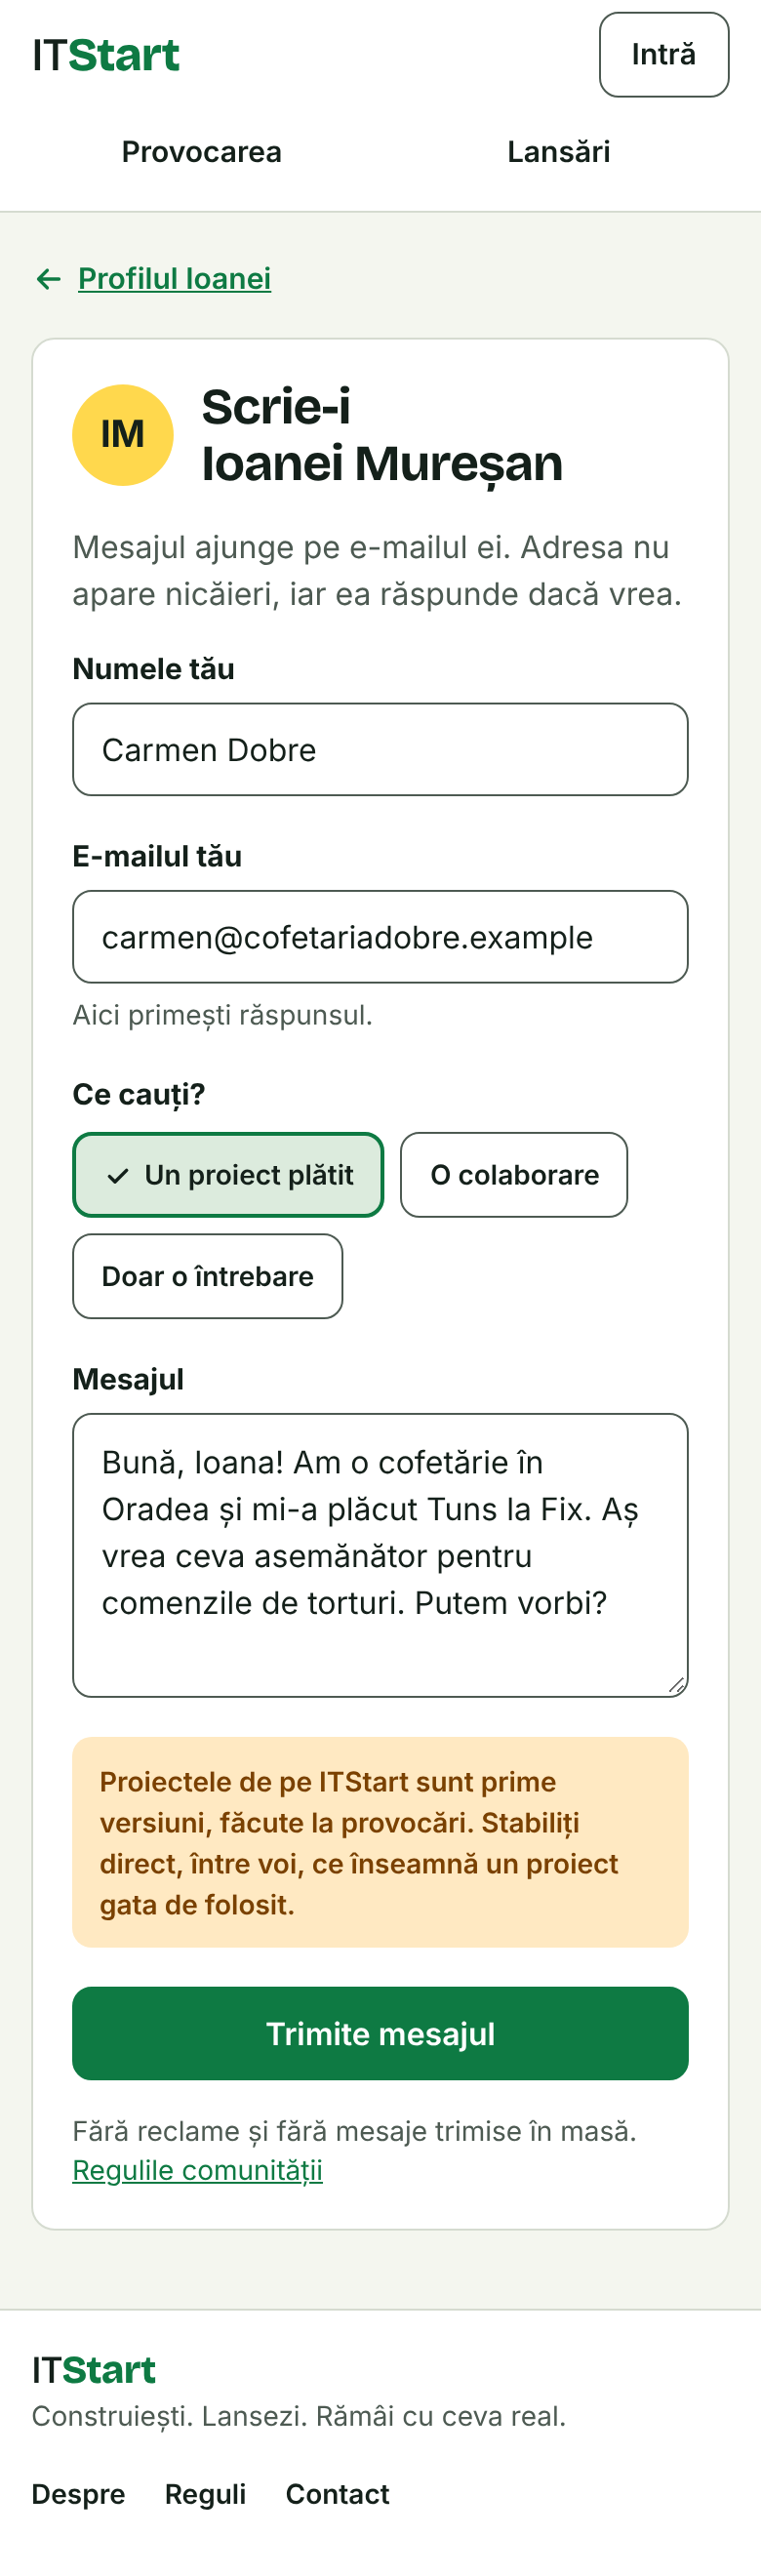 ITStart
Intră
Provocarea
Lansări
← Profilul Ioanei
IM
Scrie-i
Ioanei Mureșan
Mesajul ajunge pe e-mailul ei. Adresa nu
apare nicăieri, iar ea răspunde dacă vrea.
Numele tău
Carmen Dobre
E-mailul tău
carmen@cofetariadobre.example
Aici primești răspunsul.
Ce cauți?
✓ Un proiect plătit
O colaborare
Doar o întrebare
Mesajul
Bună, Ioana! Am o cofetărie în
Oradea și mi-a plăcut Tuns la Fix. Aș
vrea ceva asemănător pentru
comenzile de torturi. Putem vorbi?
Proiectele de pe ITStart sunt prime
versiuni, făcute la provocări. Stabiliți
direct, între voi, ce înseamnă un proiect
gata de folosit.
Trimite mesajul
Fără reclame și fără mesaje trimise în masă.
Regulile comunității
ITStart
Construiești. Lansezi. Rămâi cu ceva real.
Despre
Reguli
Contact